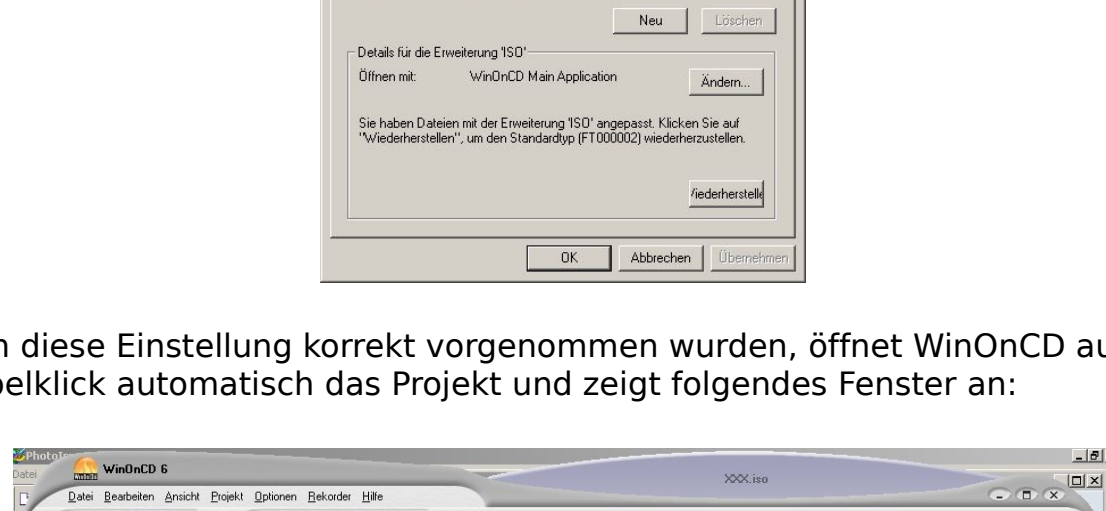 Neu Löschen
Details für die Erweiterung 'ISO'
Öffnen mit: WinOnCD Main Application Ändern...
Sie haben Dateien mit der Erweiterung 'ISO' angepasst. Klicken Sie auf
"Wiederherstellen", um den Standardtyp (FT000002) wiederherzustellen.
/iederherstelle
OK Abbrechen Übernehmen
n diese Einstellung korrekt vorgenommen wurden, öffnet WinOnCD au
pelklick automatisch das Projekt und zeigt folgendes Fenster an:
WinOnCD 6
XXX.iso
Datei
Datei Bearbeiten Ansicht Projekt Optionen Rekorder Hilfe